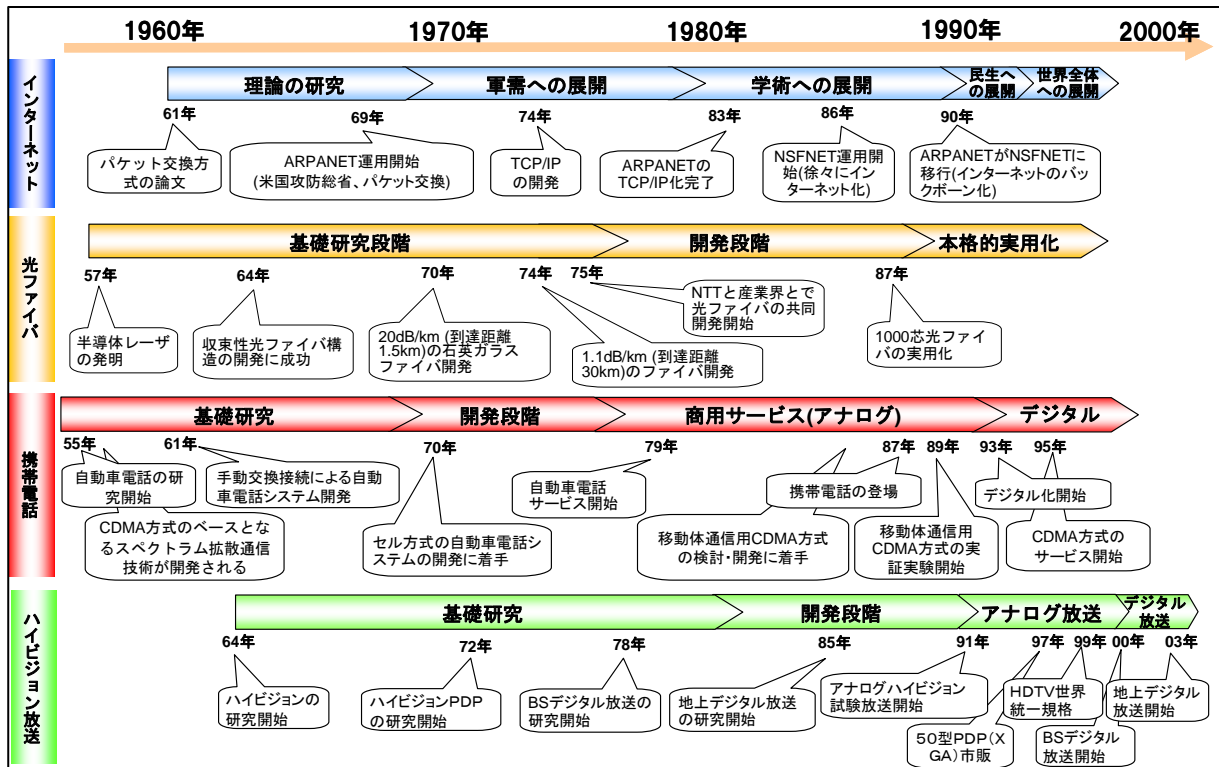 1960年
1970年
1980年
1990年
2000年
インターネット
理論の研究
軍需への展開
学術への展開
民生へ
の展開
世界全体
への展開
61年
パケット交換方
式の論文
69年
ARPANET運用開始
(米国攻防総省、パケット交換)
74年
TCP/IP
の開発
83年
ARPANETの
TCP/IP化完了
86年
NSFNET運用開
始(徐々にイン
ターネット化)
90年
ARPANETがNSFNETに
移行(インターネットのバック
ボーン化)
光ファイバ
基礎研究段階
開発段階
本格的実用化
57年
半導体レーザ
の発明
64年
収束性光ファイバ構
造の開発に成功
70年
20dB/km (到達距離
1.5km)の石英ガラス
ファイバ開発
74年
1.1dB/km (到達距離
30km)のファイバ開発
75年
NTTと産業界とで
光ファイバの共同
開発開始
87年
1000芯光ファイ
バの実用化
携帯電話
基礎研究
開発段階
商用サービス(アナログ)
デジタル
55年
自動車電話の研
究開始
CDMA方式のベースとな
るスペクトラム拡散通信
技術が開発される
61年
手動交換接続による自動
車電話システム開発
70年
セル方式の自動車電話シ
ステムの開発に着手
79年
自動車電話
サービス開始
移動体通信用CDMA方式
の検討・開発に着手
87年
携帯電話の登場
89年
移動体通信用
CDMA方式の実
証実験開始
93年
デジタル化開始
95年
CDMA方式の
サービス開始
ハイビジョン放送
基礎研究
開発段階
アナログ放送
デジタル
放送
64年
ハイビジョンの
研究開始
72年
ハイビジョンPDP
の研究開始
78年
BSデジタル放送の
研究開始
85年
地上デジタル放送
の研究開始
91年
アナログハイビジョン
試験放送開始
97年
50型PDP(X
GA)市販
99年
HDTV世界
統一規格
00年
BSデジタル
放送開始
03年
地上デジタル
放送開始